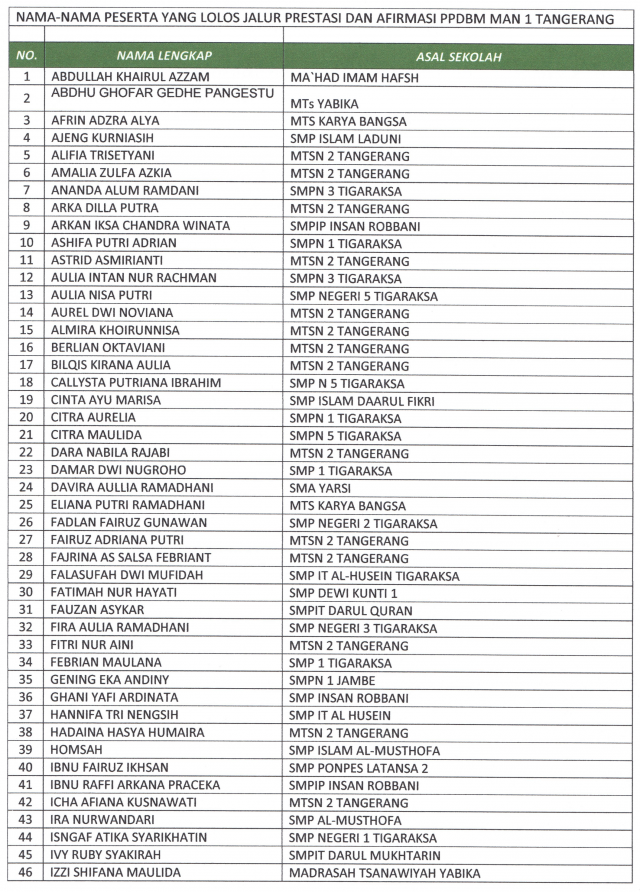 NAMA-NAMA PESERTA YANG LOLOS JALUR PRESTASI DAN AFIRMASI PPDBM MAN 1 TANGERANG
NO. NAMA LENGKAP ASAL SEKOLAH
1 ABDULLAH KHAIRUL AZZAM MA`HAD IMAM HAFSH
2 ABDHU GHOFAR GEDHE PANGESTU MTs YABIKA
3 AFRIN ADZRA ALYA MTS KARYA BANGSA
4 AJENG KURNIASIH SMP ISLAM LADUNI
5 ALIFIA TRISETYANI MTSN 2 TANGERANG
6 AMALIA ZULFA AZKIA MTSN 2 TANGERANG
7 ANANDA ALUM RAMDANI SMPN 3 TIGARAKSA
8 ARKA DILLA PUTRA MTSN 2 TANGERANG
9 ARKAN IKSA CHANDRA WINATA SMPIP INSAN ROBBANI
10 ASHIFA PUTRI ADRIAN SMPN 1 TIGARAKSA
11 ASTRID ASMIRIANTI MTSN 2 TANGERANG
12 AULIA INTAN NUR RACHMAN SMPN 3 TIGARAKSA
13 AULIA NISA PUTRI SMP NEGERI 5 TIGARAKSA
14 AUREL DWI NOVIANA MTSN 2 TANGERANG
15 ALMIRA KHOIRUNNISA MTSN 2 TANGERANG
16 BERLIAN OKTAVIANI MTSN 2 TANGERANG
17 BILQIS KIRANA AULIA MTSN 2 TANGERANG
18 CALLYSTA PUTRIANA IBRAHIM SMP N 5 TIGARAKSA
19 CINTA AYU MARISA SMP ISLAM DAARUL FIKRI
20 CITRA AURELIA SMPN 1 TIGARAKSA
21 CITRA MAULIDA SMPN 5 TIGARAKSA
22 DARA NABILA RAJABI MTSN 2 TANGERANG
23 DAMAR DWI NUGROHO SMP 1 TIGARAKSA
24 DAVIRA AULLIA RAMADHANI SMA YARSI
25 ELIANA PUTRI RAMADHANI MTS KARYA BANGSA
26 FADLAN FAIRUZ GUNAWAN SMP NEGERI 2 TIGARAKSA
27 FAIRUZ ADRIANA PUTRI MTSN 2 TANGERANG
28 FAJRINA AS SALSA FEBRIANT MTSN 2 TANGERANG
29 FALASUFAH DWI MUFIDAH SMP IT AL-HUSEIN TIGARAKSA
30 FATIMAH NUR HAYATI SMP DEWI KUNTI 1
31 FAUZAN ASYKAR SMPIT DARUL QURAN
32 FIRA AULIA RAMADHANI SMP NEGERI 3 TIGARAKSA
33 FITRI NUR AINI MTSN 2 TANGERANG
34 FEBRIAN MAULANA SMP 1 TIGARAKSA
35 GENING EKA ANDINY SMPN 1 JAMBE
36 GHANI YAFI ARDINATA SMP INSAN ROBBANI
37 HANNIFA TRI NENGSIH SMP IT AL HUSEIN
38 HADAINA HASYA HUMAIRA MTSN 2 TANGERANG
39 HOMSAH SMP ISLAM AL-MUSTHOFA
40 IBNU FAIRUZ IKHSAN SMP PONPES LATANSA 2
41 IBNU RAFFI ARKANA PRACEKA SMPIP INSAN ROBBANI
42 ICHA AFIANA KUSNAWATI MTSN 2 TANGERANG
43 IRA NURWANDARI SMP AL-MUSTHOFA
44 ISNGAF ATIKA SYARIKHATIN SMP NEGERI 1 TIGARAKSA
45 IVY RUBY SYAKIRAH SMPIT DARUL MUKHTARIN
46 IZZI SHIFANA MAULIDA MADRASAH TSANAWIYAH YABIKA